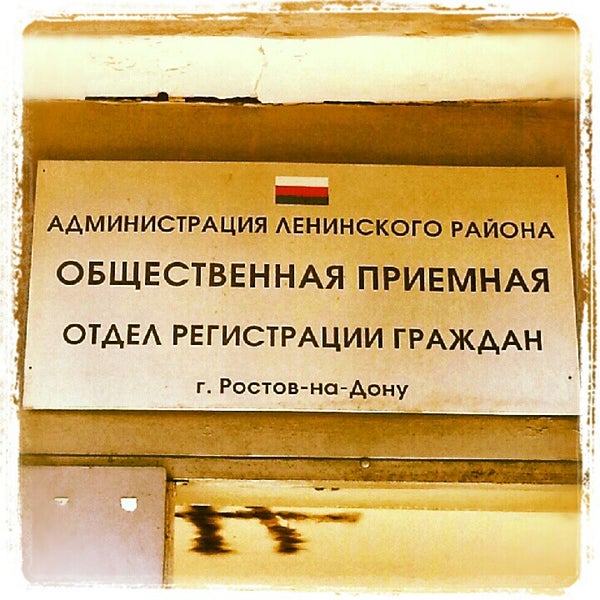 АДМИНИСТРАЦИЯ ЛЕНИНСКОГО РАЙОНА
ОБЩЕСТВЕННАЯ ПРИЕМНАЯ
ОТДЕЛ РЕГИСТРАЦИИ ГРАЖДАН
г. Ростов-на-Дону